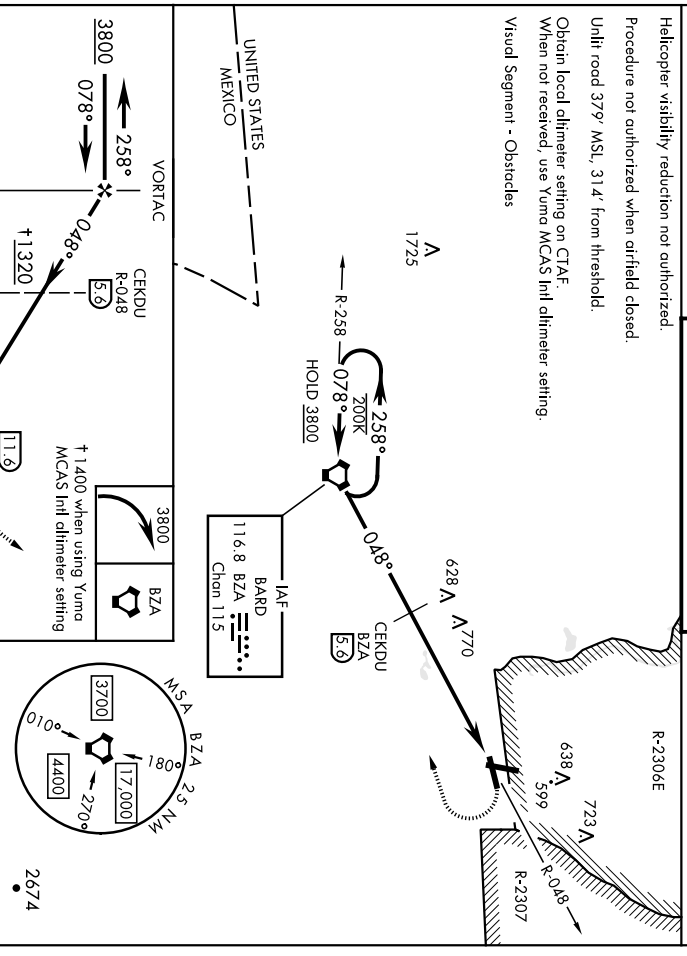 Helicopter visibility reduction not authorized.
Procedure not authorized when airfield closed.
Unlit road 379' MSL, 314' from threshold.
Obtain local altimeter setting on CTAF.
When not received, use Yuma MCAS Intl altimeter setting.
Visual Segment - Obstacles
R-2306E
638
599
723
R-048
R-2307
628
770
1725
R-258
078°
258°
200K
HOLD 3800
048°
CEKDU
BZA
5.6
IAF
BARD
116.8 BZA
Chan 115
UNITED STATES
MEXICO
MSA BZA 25 NM
180°
3700
17,000
010°
4400
270°
2674
VORTAC
3800
258°
078°
048°
CEKDU
R-048
5.6
†1320
11.6
3800
BZA
†1400 when using Yuma
MCAS Intl altimeter setting